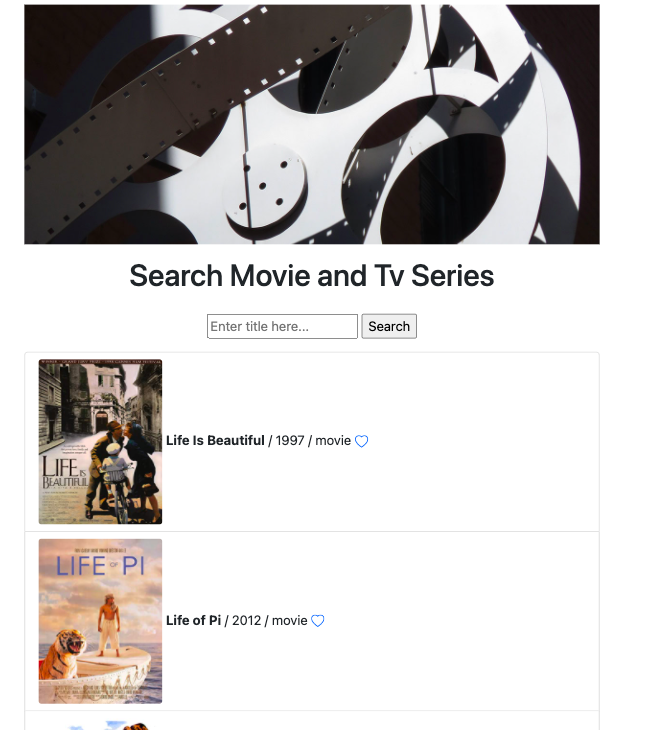 Search Movie and Tv Series
Enter title here...
Search
LIFE IS
BEAUTIFUL
Life Is Beautiful / 1997 / movie
LIFE OF PI
Life of Pi / 2012 / movie